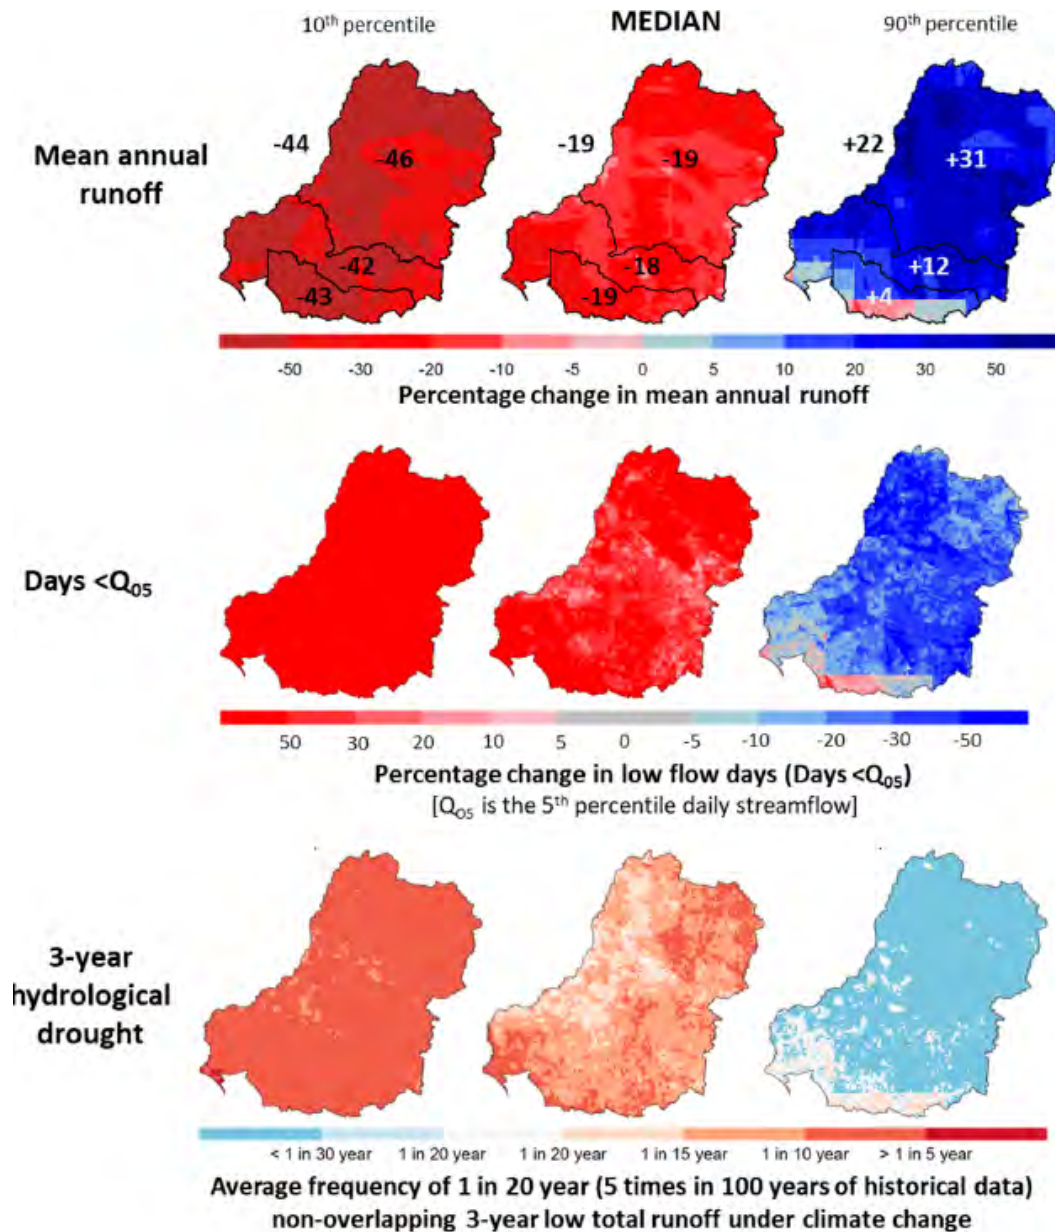 10th percentile MEDIAN 90th percentile
Mean annual
runoff
-44 -46 -19 -19 +22 +31
-42 -18 +12
-43 -19 +4
-50 -30 -20 -10 -5 0 5 10 20 30 50
Percentage change in mean annual runoff
Days <Q05
50 30 20 10 5 0 -5 -10 -20 -30 -50
Percentage change in low flow days (Days <Q05)
[Q05 is the 5th percentile daily streamflow]
3-year
hydrological
drought
< 1 in 30 year 1 in 20 year 1 in 20 year 1 in 15 year 1 in 10 year > 1 in 5 year
Average frequency of 1 in 20 year (5 times in 100 years of historical data)
non-overlapping 3-year low total runoff under climate change